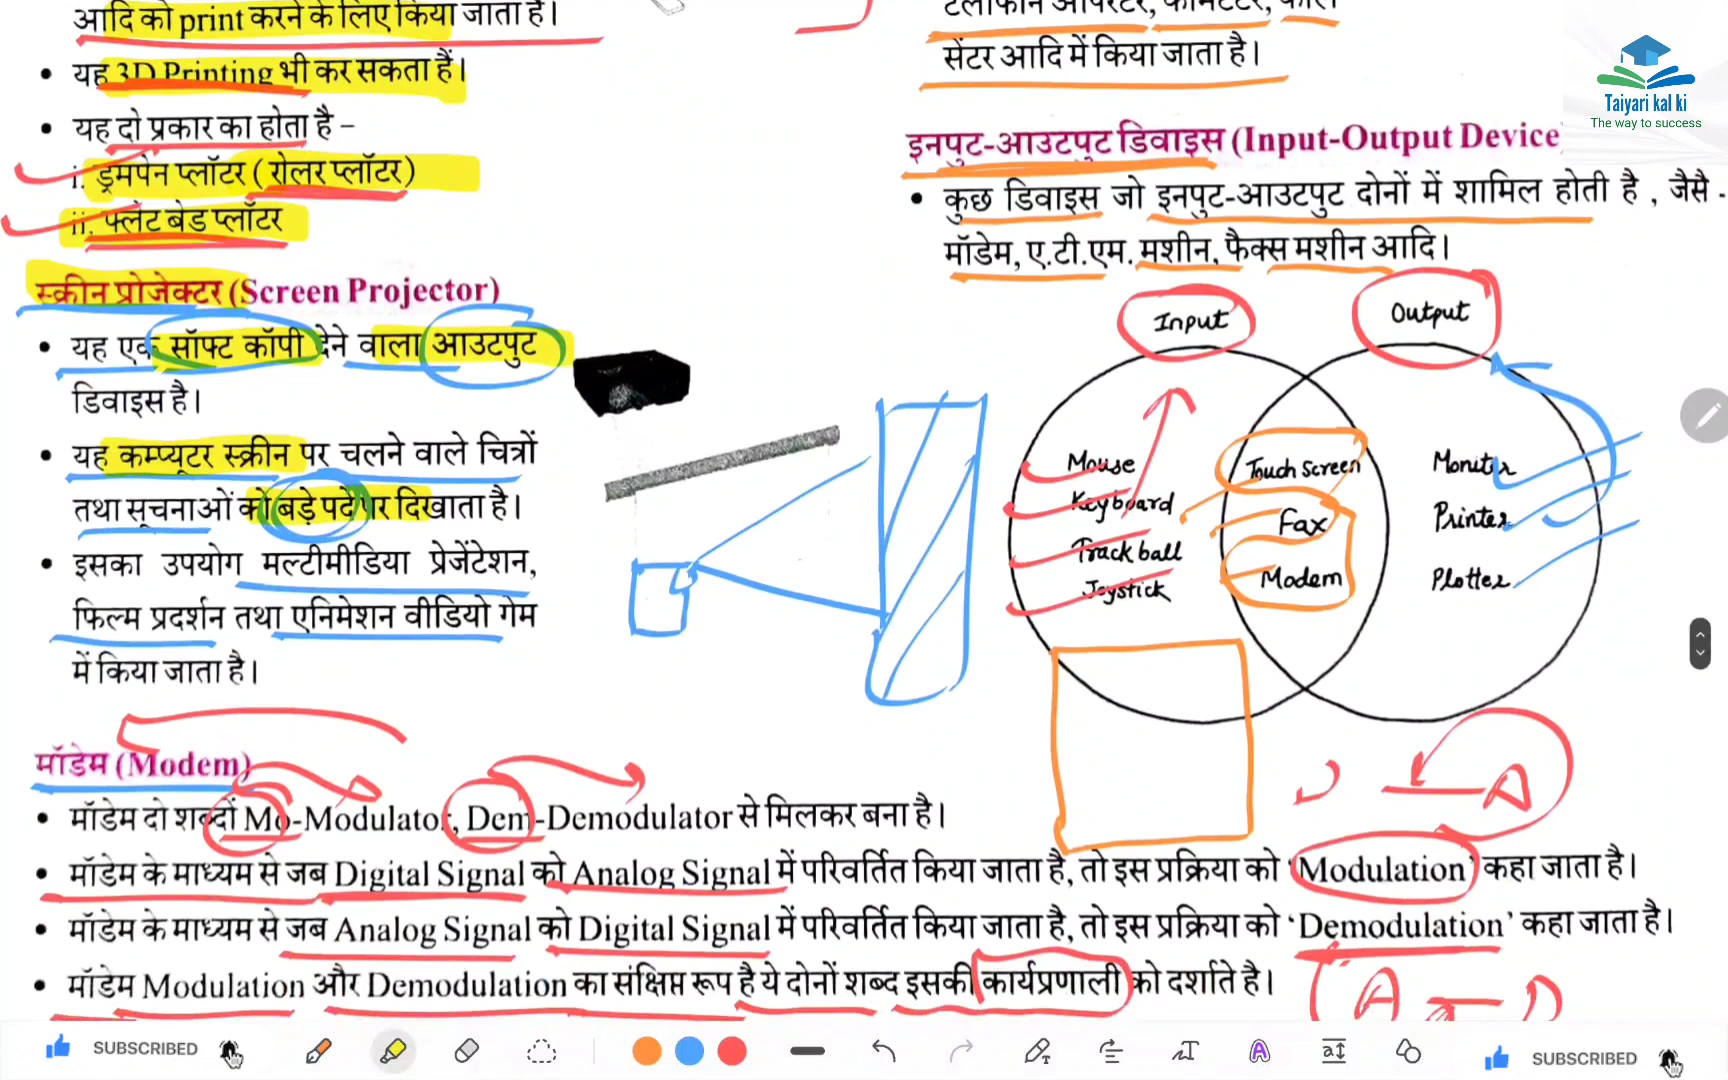 आदि को print करने के लिए किया जाता है।
• यह 3D Printing भी कर सकता हैं।
• यह दो प्रकार का होता है –
i. ड्रमपेन प्लॉटर ( रोलर प्लॉटर)
ii. फ्लैट बेड प्लॉटर
स्क्रीन प्रोजेक्टर (Screen Projector)
• यह एक सॉफ्ट कॉपी देने वाला आउटपुट
डिवाइस है।
• यह कम्प्यूटर स्क्रीन पर चलने वाले चित्रों
तथा सूचनाओं को बड़े पर्दे पर दिखाता है।
• इसका उपयोग मल्टीमीडिया प्रेजेंटेशन,
फिल्म प्रदर्शन तथा एनिमेशन वीडियो गेम
में किया जाता है।
सेंटर आदि में किया जाता है।
Taiyari kal ki
The way to success
इनपुट-आउटपुट डिवाइस (Input-Output Device
• कुछ डिवाइस जो इनपुट-आउटपुट दोनों में शामिल होती है , जैसे -
मॉडेम, ए.टी.एम. मशीन, फैक्स मशीन आदि।
Input
Output
Mouse
Keyboard
Track ball
Joystick
Touch Screen
Fax
Modem
Moniter
Printer
Plotter
मॉडेम (Modem)
• मॉडेम दो शब्दों Mo-Modulator, Dem-Demodulator से मिलकर बना है।
• मॉडेम के माध्यम से जब Digital Signal को Analog Signal में परिवर्तित किया जाता है, तो इस प्रक्रिया को 'Modulation' कहा जाता है।
• मॉडेम के माध्यम से जब Analog Signal को Digital Signal में परिवर्तित किया जाता है, तो इस प्रक्रिया को 'Demodulation' कहा जाता है।
• मॉडेम Modulation और Demodulation का संक्षिप्त रूप है ये दोनों शब्द इसकी कार्यप्रणाली को दर्शाते है।
A
A
D
SUBSCRIBED
SUBSCRIBED